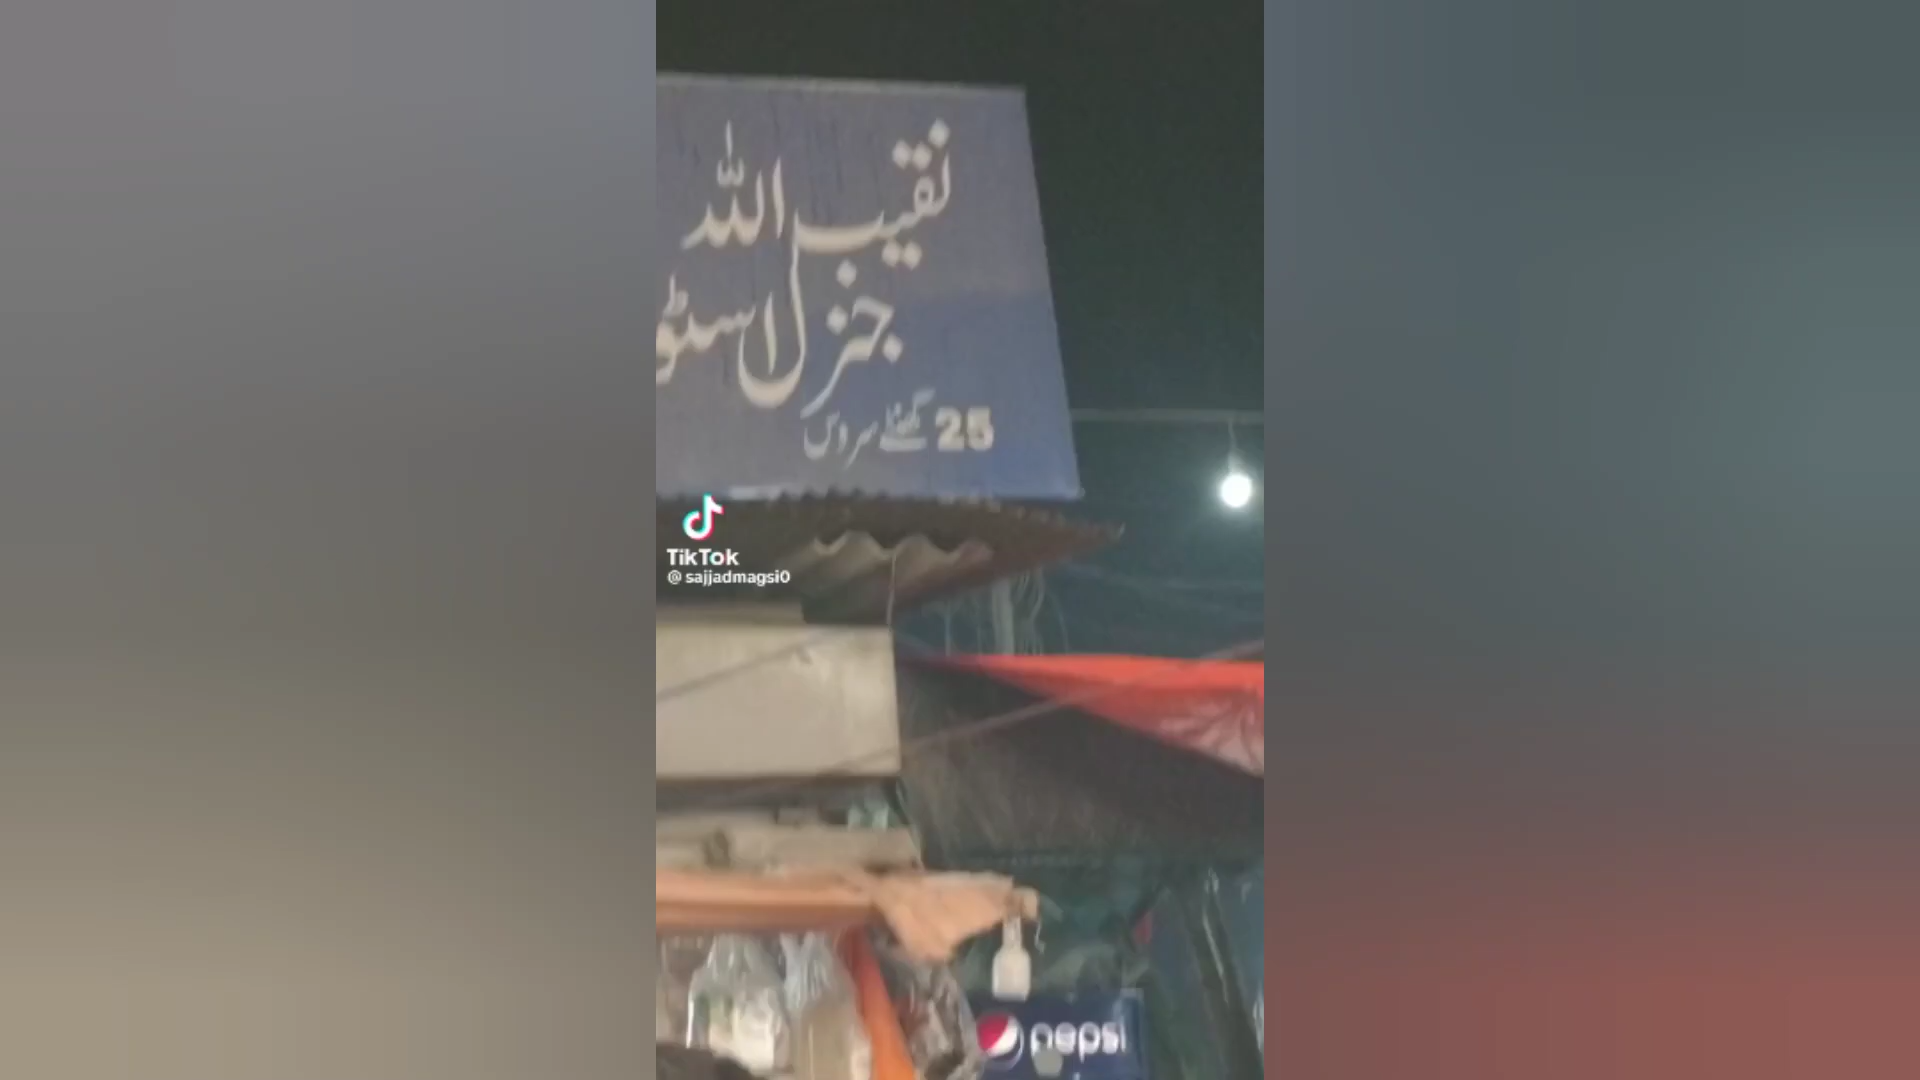 نقیب اللہ
جنرل اسٹو
25 گھنٹے سروس
TikTok
@ sajjadmagsi0
pepsi